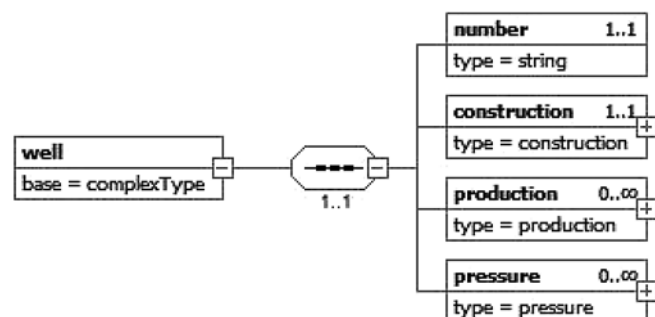 well
base = complexType
1..1
number 1..1
type = string
construction 1..1
type = construction
production 0..∞
type = production
pressure 0..∞
type = pressure